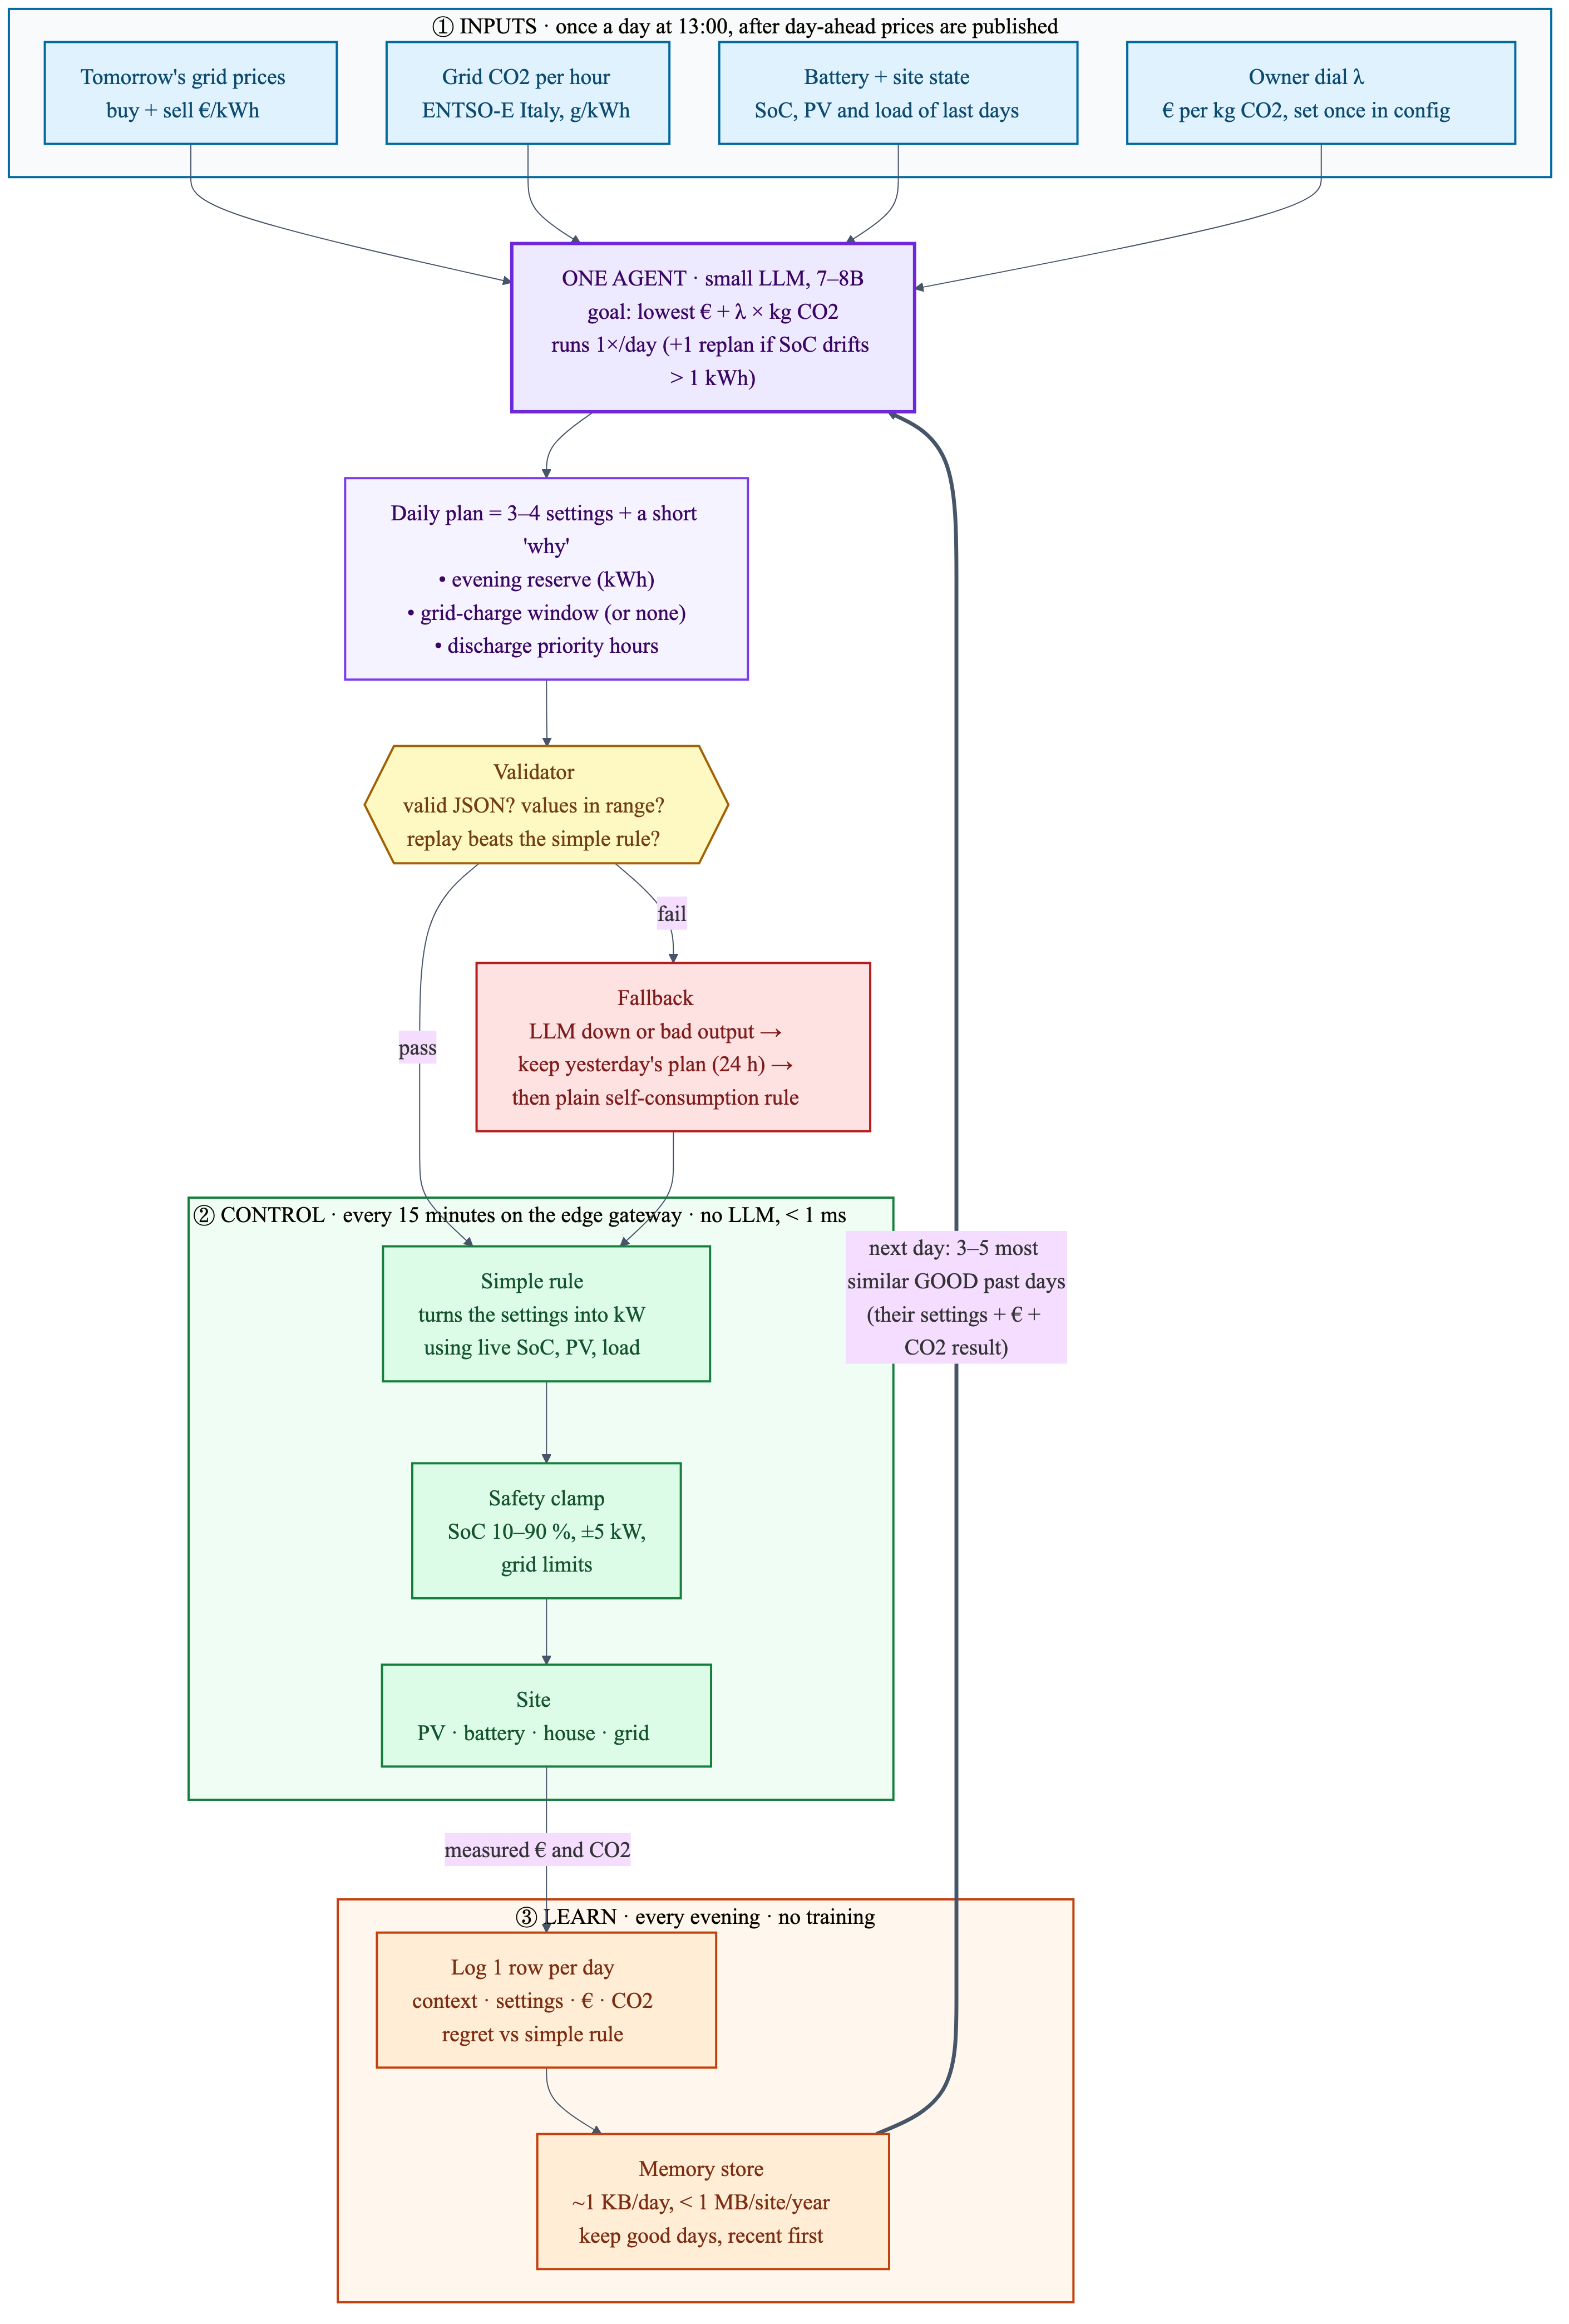 ① INPUTS · once a day at 13:00, after day-ahead prices are published
Tomorrow's grid prices
buy + sell €/kWh
Grid CO2 per hour
ENTSO-E Italy, g/kWh
Battery + site state
SoC, PV and load of last days
Owner dial λ
€ per kg CO2, set once in config
ONE AGENT · small LLM, 7–8B
goal: lowest € + λ × kg CO2
runs 1×/day (+1 replan if SoC drifts
> 1 kWh)
Daily plan = 3–4 settings + a short
'why'
• evening reserve (kWh)
• grid-charge window (or none)
• discharge priority hours
Validator
valid JSON? values in range?
replay beats the simple rule?
fail
pass
Fallback
LLM down or bad output →
keep yesterday's plan (24 h) →
then plain self-consumption rule
② CONTROL · every 15 minutes on the edge gateway · no LLM, < 1 ms
Simple rule
turns the settings into kW
using live SoC, PV, load
next day: 3–5 most
similar GOOD past days
(their settings + € +
CO2 result)
Safety clamp
SoC 10–90 %, ±5 kW,
grid limits
Site
PV · battery · house · grid
measured € and CO2
③ LEARN · every evening · no training
Log 1 row per day
context · settings · € · CO2
regret vs simple rule
Memory store
~1 KB/day, < 1 MB/site/year
keep good days, recent first